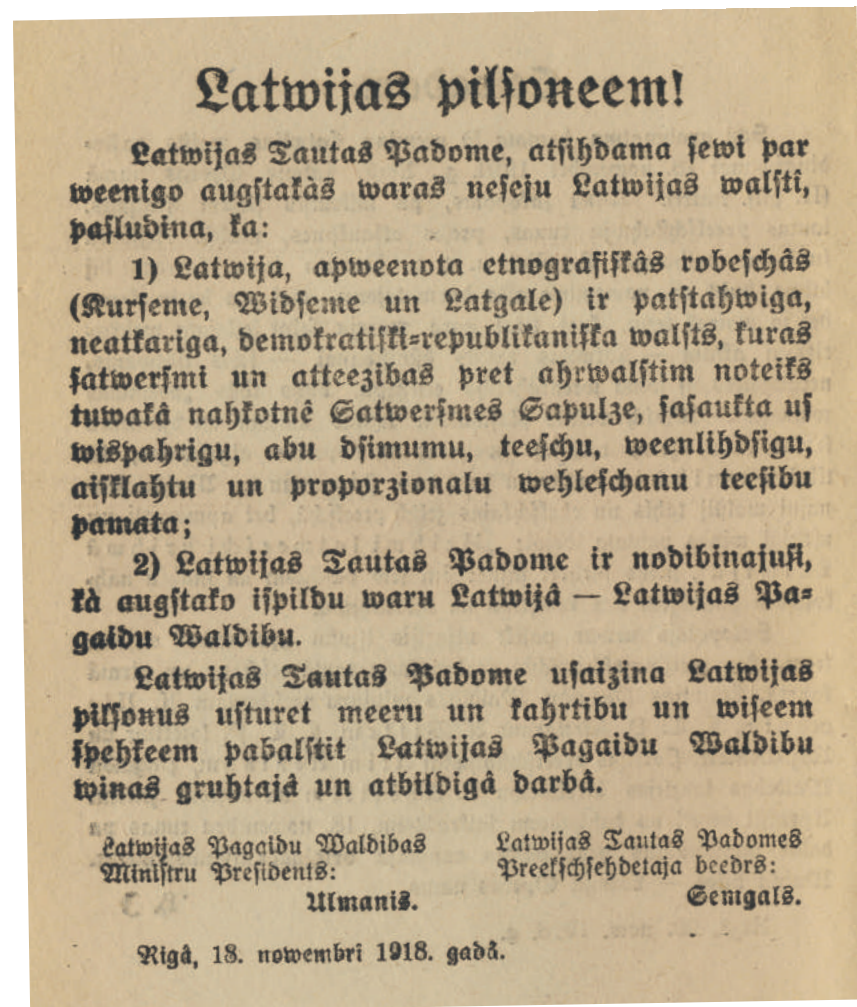 Latwijas pilsoneem!
Latwijas Tautas Padome, atsihdama sewi par
weenigo augstakàs waras neseju Latwijas walstî,
pasludina, ka:
1) Latwija, apweenota etnografiskâs robeschâs
(Kurseme, Widseme un Latgale) ir patstahwiga,
neatkariga, demokratiski-republikaniska walsts, kuras
satwersmi un atteezibas pret ahrwalstim noteiks
tuwakâ nahkotnê Satwersmes Sapulze, sasaukta us
wispahrigu, abu dsimumu, teeschu, weenlihdsigu,
aisklahtu un proporzionalu wehleschanu teesibu
pamata;
2) Latwijas Tautas Padome ir nodibinajusi,
kà augstako ispildu waru Latwijâ — Latwijas Pa-
gaidu Waldibu.
Latwijas Tautas Padome usaizina Latwijas
pilsonus usturet meeru un kahrtibu un wiseem
spehkeem pabalstit Latwijas Pagaidu Waldibu
winas gruhtajâ un atbildigâ darbâ.
Latwijas Pagaidu Waldibas
Ministru Presidents:
Ulmanis.
Latwijas Tautas Padomes
Preekschsehdetaja beedrs:
Semgals.
Rigâ, 18. nowembrî 1918. gadâ.